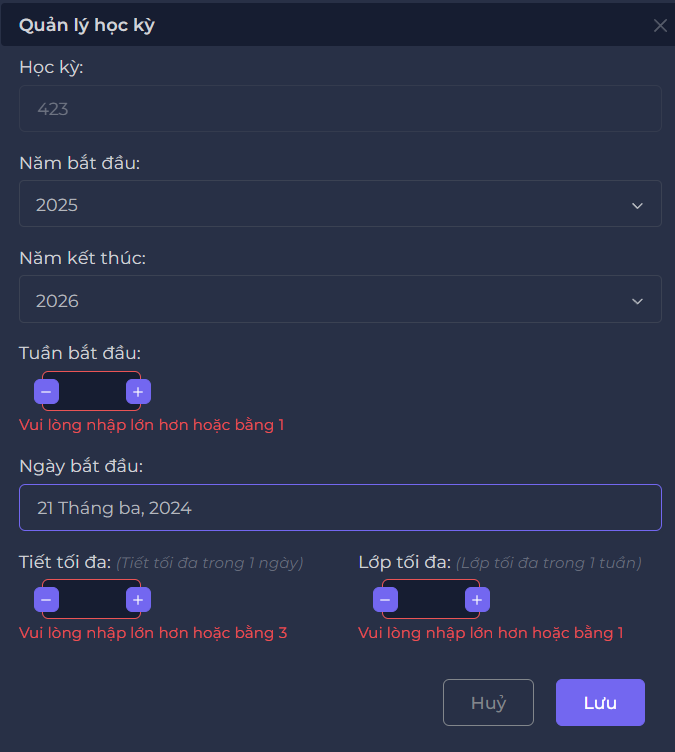 Quản lý học kỳ
Học kỳ:
423
Năm bắt đầu:
2025
Năm kết thúc:
2026
Tuần bắt đầu:
Vui lòng nhập lớn hơn hoặc bằng 1
Ngày bắt đầu:
21 Tháng ba, 2024
Tiết tối đa: (Tiết tối đa trong 1 ngày)
Lớp tối đa: (Lớp tối đa trong 1 tuần)
Vui lòng nhập lớn hơn hoặc bằng 3
Vui lòng nhập lớn hơn hoặc bằng 1
Huỷ
Lưu